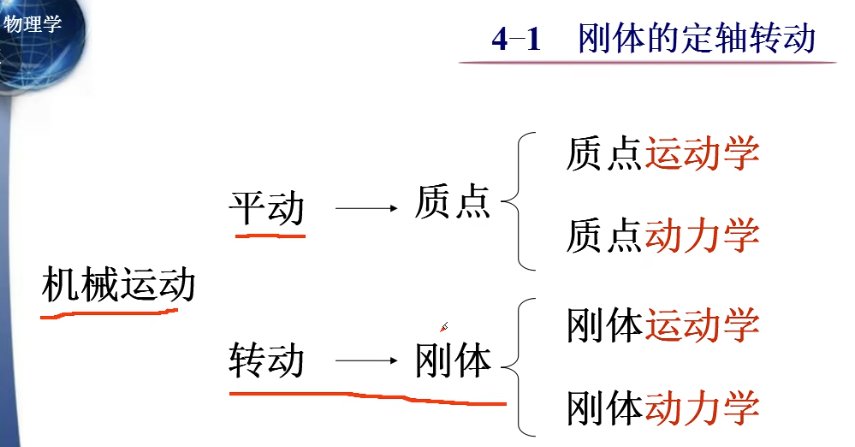 物理学
4-1 刚体的定轴转动
机械运动
平动
质点
质点运动学
质点动力学
转动
刚体
刚体运动学
刚体动力学